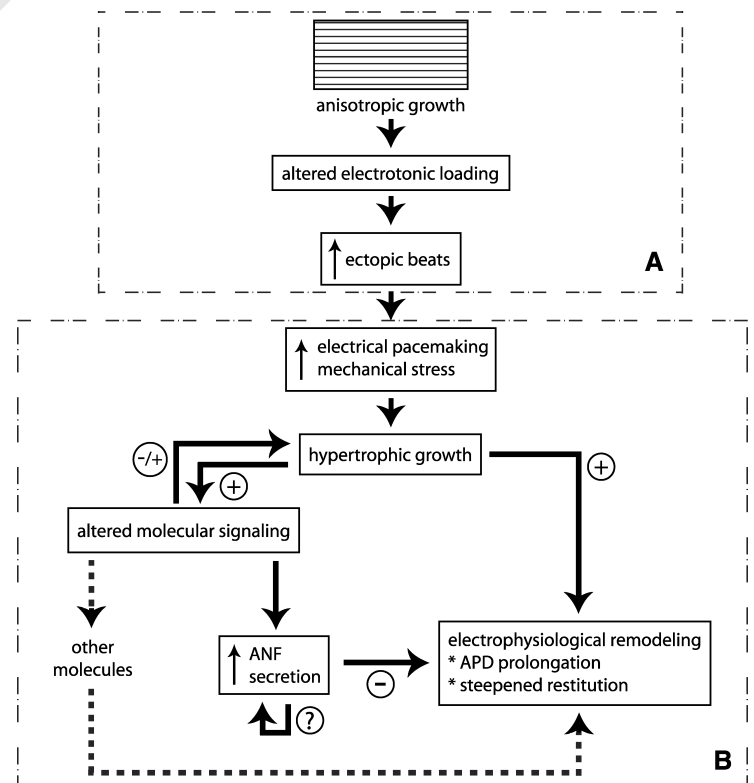 anisotropic growth
altered electrotonic loading
ectopic beats
A
electrical pacemaking
mechanical stress
hypertrophic growth
-/+
+
+
altered molecular signaling
other
molecules
ANF
secretion
?
−
electrophysiological remodeling
* APD prolongation
* steepened restitution
B